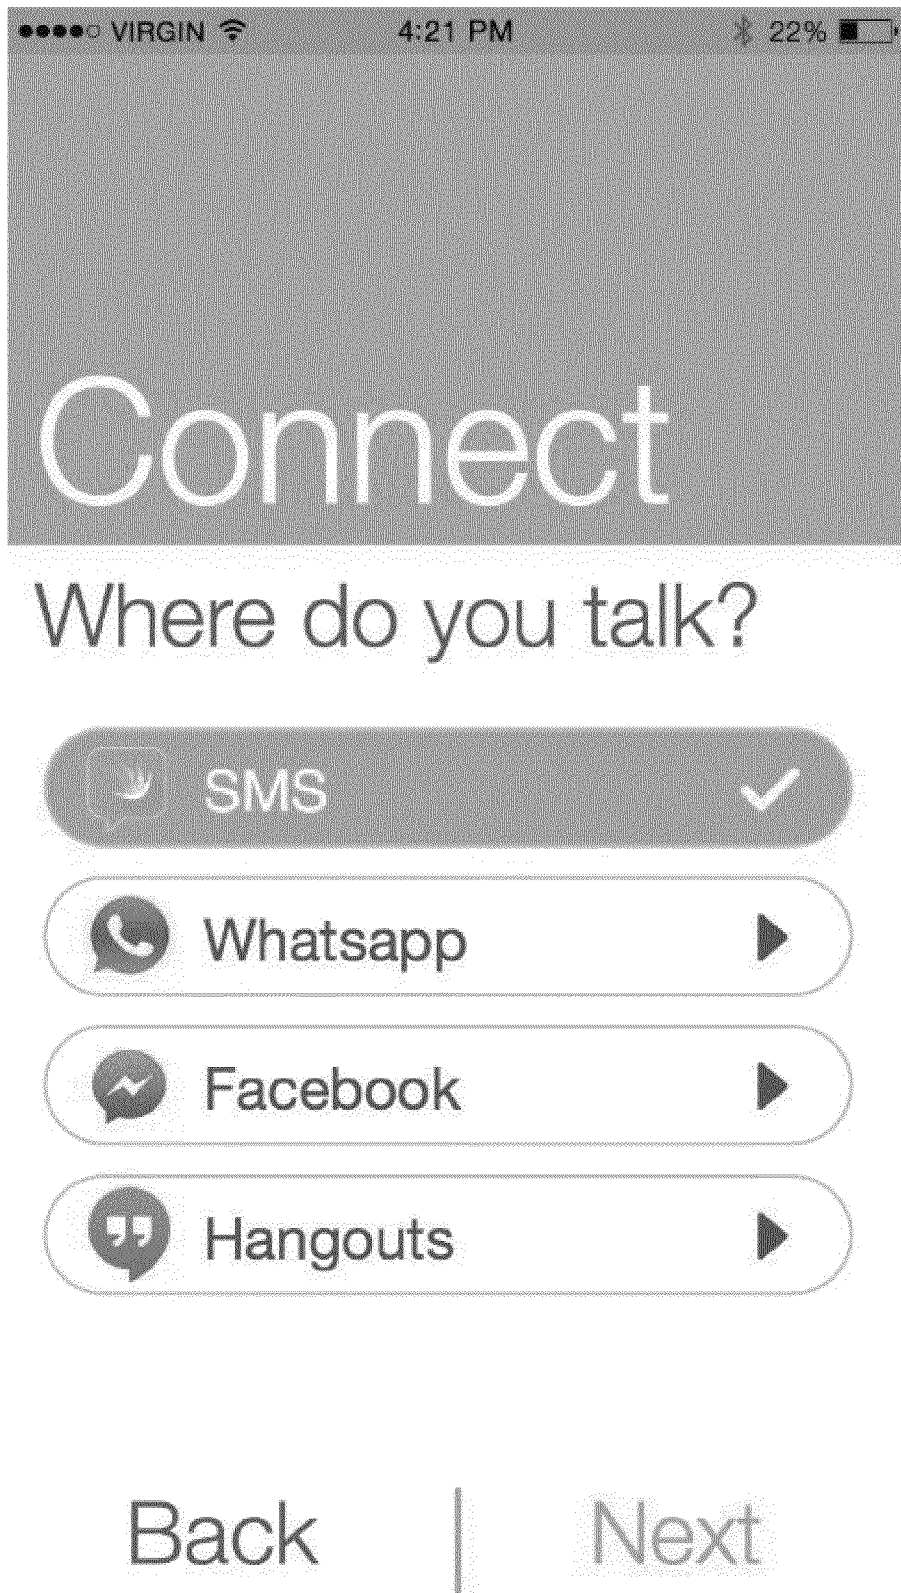 VIRGIN 4:21 PM 22%
Connect
Where do you talk?
SMS
Whatsapp
Facebook
Hangouts
Back | Next